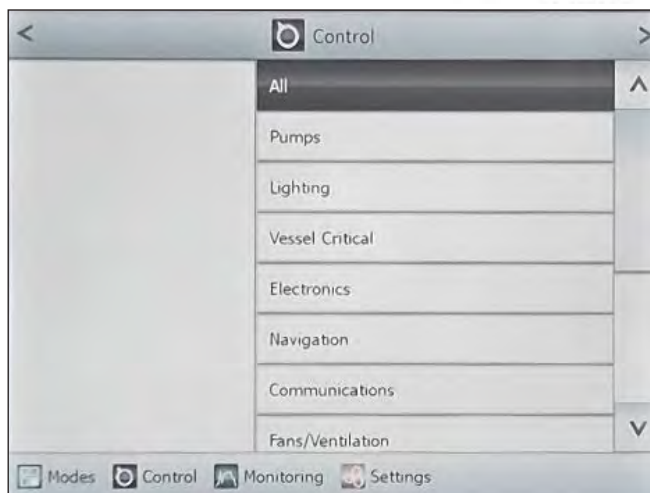 Control
All
Pumps
Lighting
Vessel Critical
Electronics
Navigation
Communications
Fans/Ventilation
Modes Control Monitoring Settings